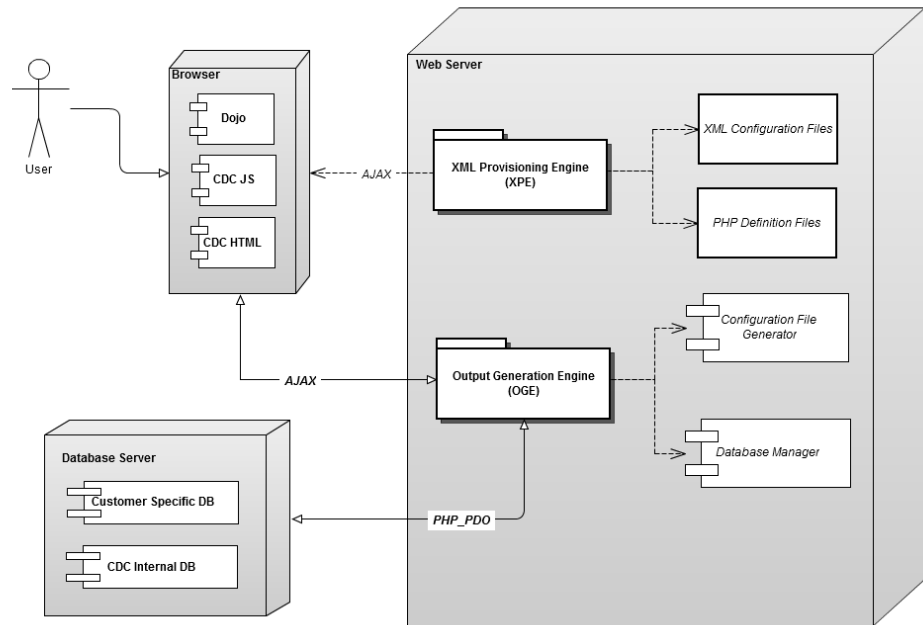 User
Browser
Dojo
CDC JS
CDC HTML
AJAX
Web Server
XML Provisioning Engine
(XPE)
XML Configuration Files
PHP Definition Files
AJAX
Output Generation Engine
(OGE)
Configuration File
Generator
Database Manager
Database Server
Customer Specific DB
CDC Internal DB
PHP_PDO